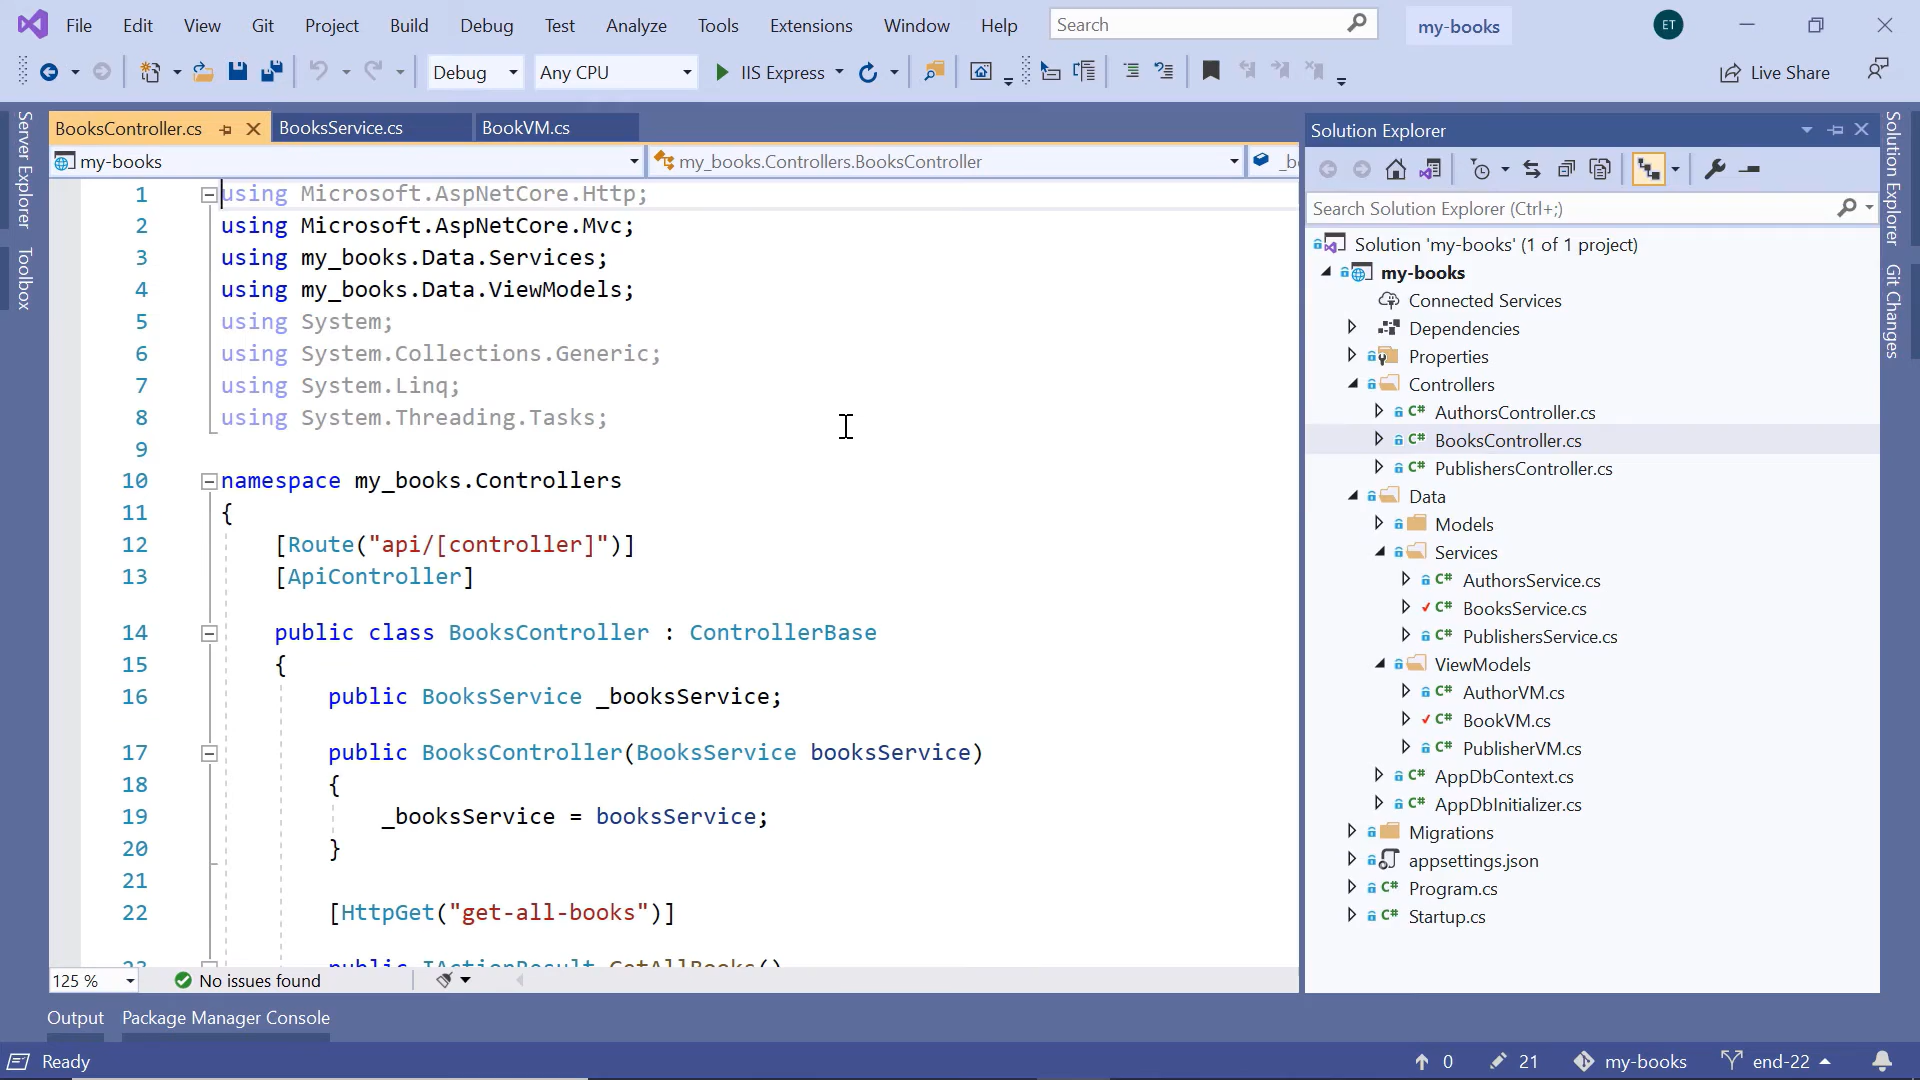 File Edit View Git Project Build Debug Test Analyze Tools Extensions Window Help Search my-books ET
Debug Any CPU IIS Express Live Share
Server Explorer
Toolbox
BooksController.cs BooksService.cs BookVM.cs
my-books my_books.Controllers.BooksController
1 using Microsoft.AspNetCore.Http;
2 using Microsoft.AspNetCore.Mvc;
3 using my_books.Data.Services;
4 using my_books.Data.ViewModels;
5 using System;
6 using System.Collections.Generic;
7 using System.Linq;
8 using System.Threading.Tasks;
9
10 namespace my_books.Controllers
11 {
12 [Route("api/[controller]")]
13 [ApiController]
14 public class BooksController : ControllerBase
15 {
16 public BooksService _booksService;
17 public BooksController(BooksService booksService)
18 {
19 _booksService = booksService;
20 }
21
22 [HttpGet("get-all-books")]
23 public IActionResult GetAllBooks()
125 % No issues found
Solution Explorer
Search Solution Explorer (Ctrl+;)
Solution 'my-books' (1 of 1 project)
my-books
Connected Services
Dependencies
Properties
Controllers
C# AuthorsController.cs
C# BooksController.cs
C# PublishersController.cs
Data
Models
Services
C# AuthorsService.cs
C# BooksService.cs
C# PublishersService.cs
ViewModels
C# AuthorVM.cs
C# BookVM.cs
C# PublisherVM.cs
C# AppDbContext.cs
C# AppDbInitializer.cs
Migrations
appsettings.json
C# Program.cs
C# Startup.cs
Solution Explorer
Git Changes
Output Package Manager Console
Ready 0 21 my-books end-22